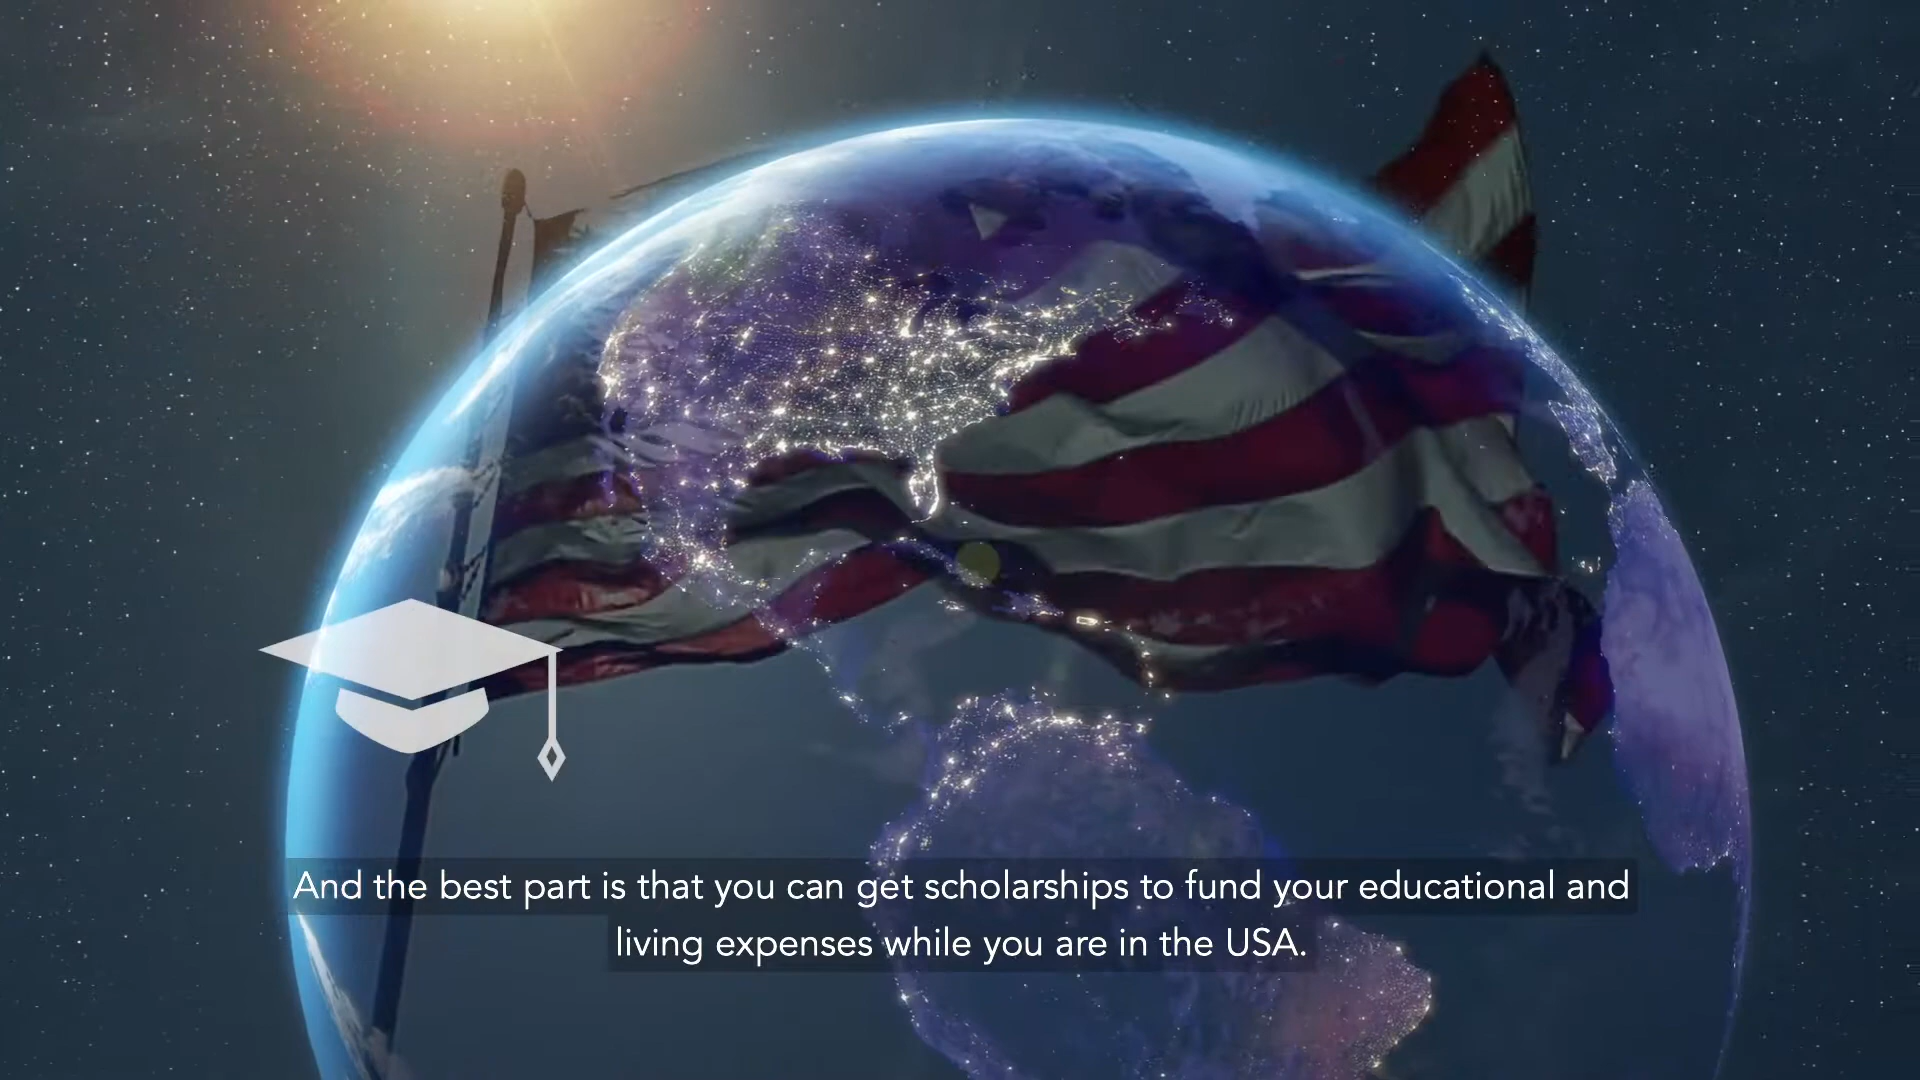 And the best part is that you can get scholarships to fund your educational and
living expenses while you are in the USA.